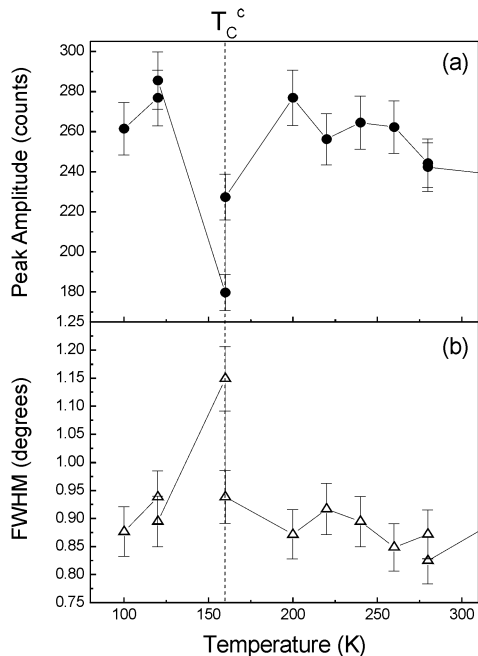 T_C^c
300
(a)
280
260
240
220
200
180
Peak Amplitude (counts)
1.25
(b)
1.20
1.15
1.10
1.05
1.00
0.95
0.90
0.85
0.80
0.75
FWHM (degrees)
100 150 200 250 300
Temperature (K)